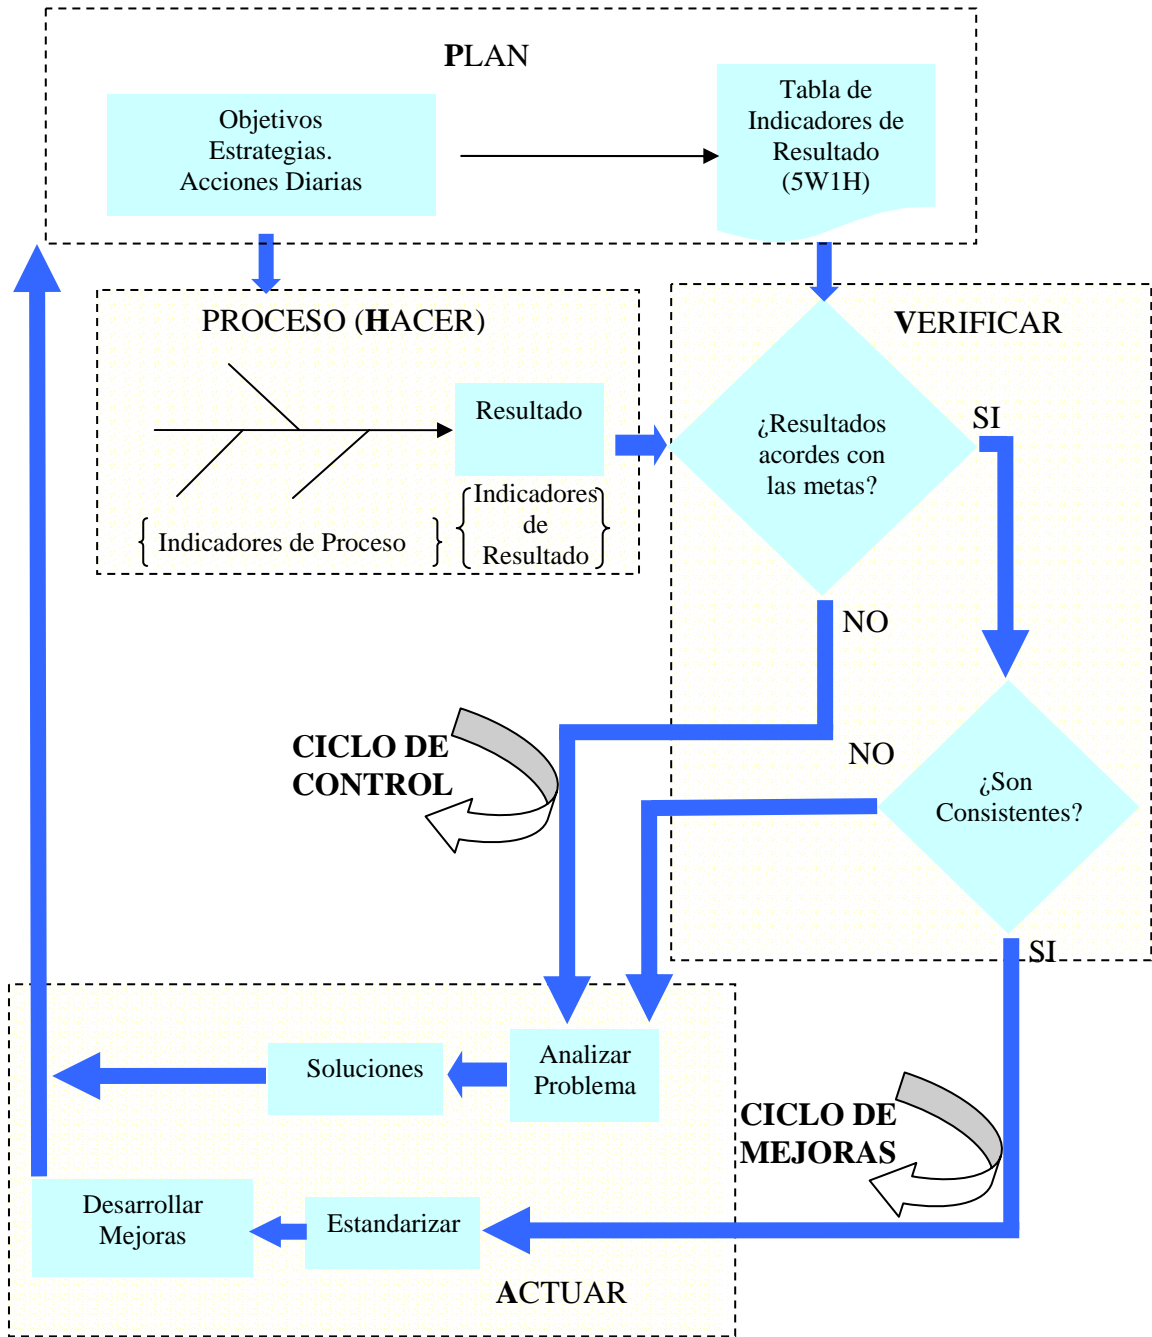 PLAN
Objetivos
Estrategias.
Acciones Diarias
Tabla de
Indicadores de
Resultado
(5W1H)
PROCESO (HACER)
Resultado
Indicadores de Proceso
Indicadores
de
Resultado
VERIFICAR
¿Resultados
acordes con
las metas?
SI
NO
NO
¿Son
Consistentes?
SI
CICLO DE
CONTROL
Analizar
Problema
Soluciones
CICLO DE
MEJORAS
Desarrollar
Mejoras
Estandarizar
ACTUAR